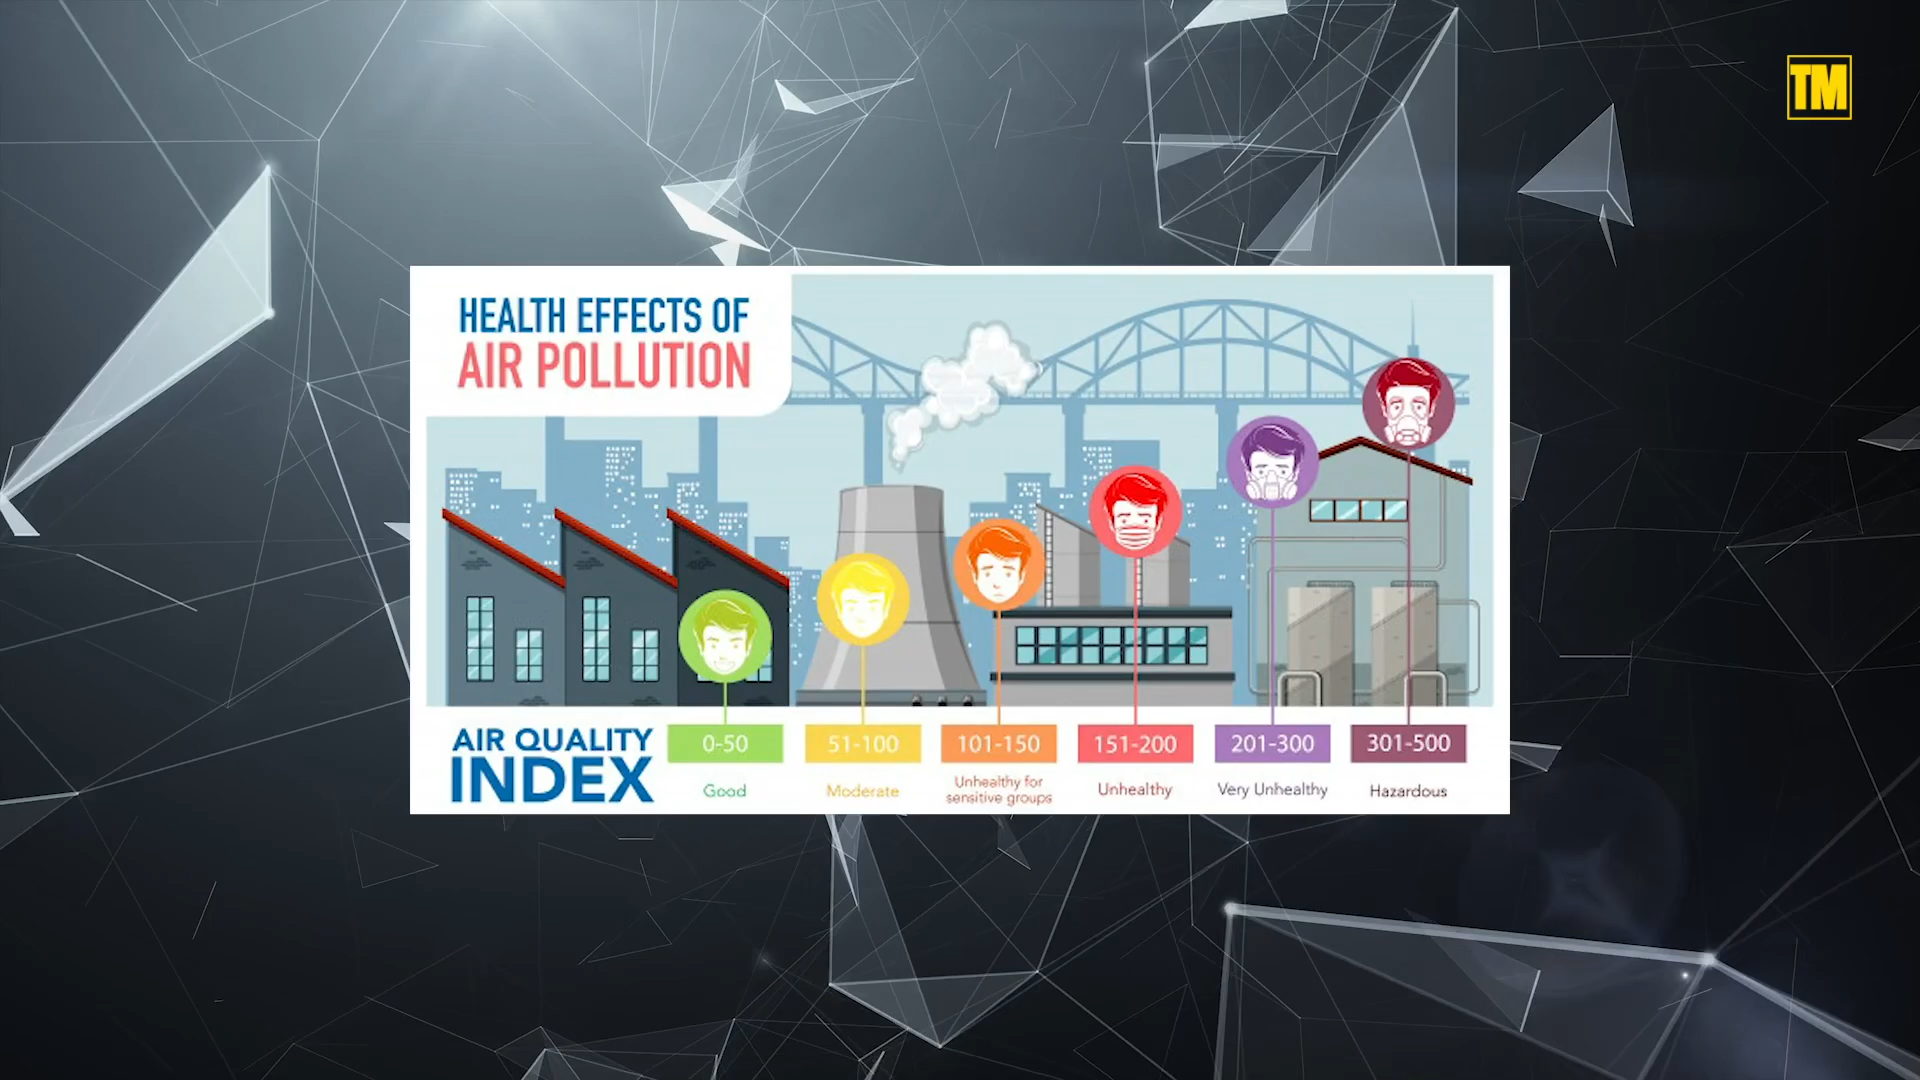 TM
HEALTH EFFECTS OF
AIR POLLUTION
AIR QUALITY
INDEX
0-50
51-100
101-150
151-200
201-300
301-500
Good
Moderate
Unhealthy for
sensitive groups
Unhealthy
Very Unhealthy
Hazardous